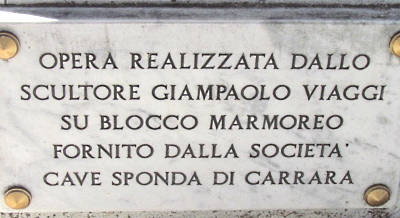 OPERA REALIZZATA DALLO
SCULTORE GIAMPAOLO VIAGGI
SU BLOCCO MARMOREO
FORNITO DALLA SOCIETA'
CAVE SPONDA DI CARRARA